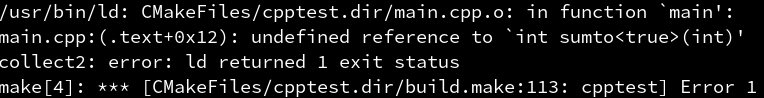 /usr/bin/ld: CMakeFiles/cpptest.dir/main.cpp.o: in function `main':
main.cpp:(.text+0x12): undefined reference to `int sumto<true>(int)'
collect2: error: ld returned 1 exit status
make[4]: *** [CMakeFiles/cpptest.dir/build.make:113: cpptest] Error 1